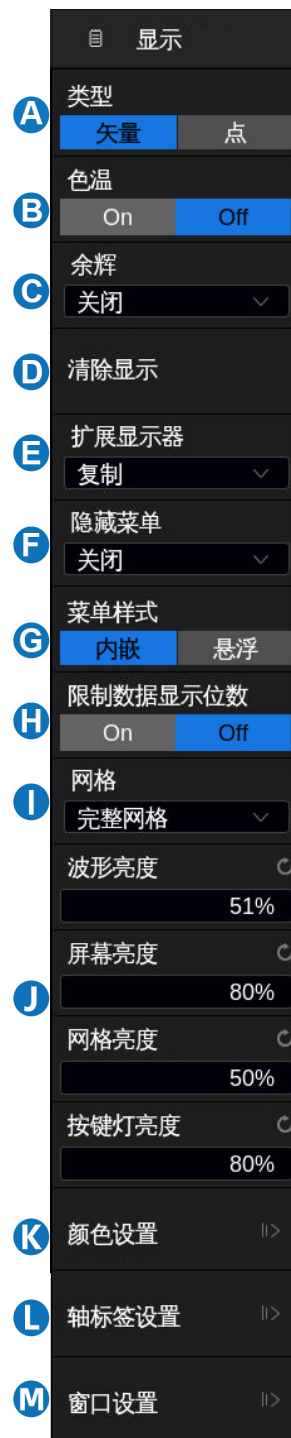 显示
A
类型
矢量 点
B
色温
On Off
C
余辉
关闭
D
清除显示
E
扩展显示器
复制
F
隐藏菜单
关闭
G
菜单样式
内嵌 悬浮
H
限制数据显示位数
On Off
I
网格
完整网格
J
波形亮度
51%
屏幕亮度
80%
网格亮度
50%
按键灯亮度
80%
K
颜色设置
L
轴标签设置
M
窗口设置